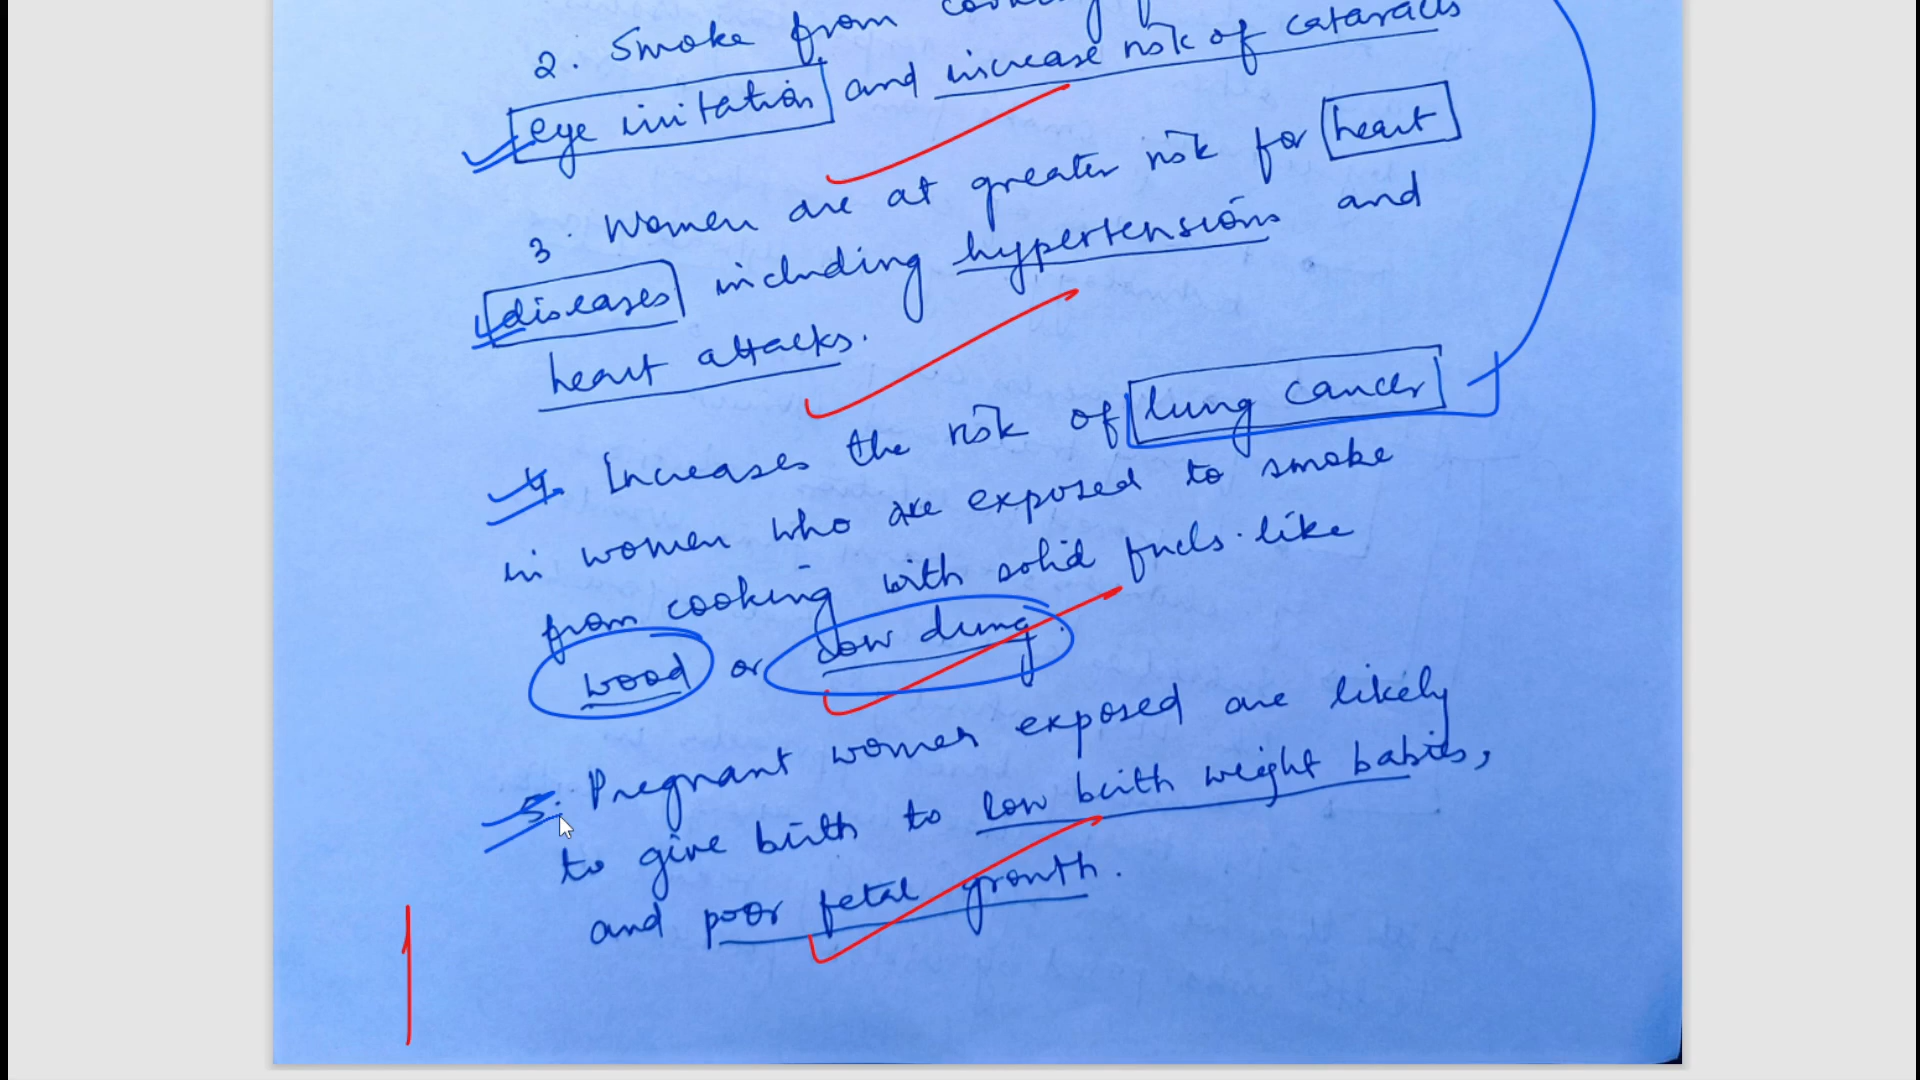 2. Smoke from cooking
eye irritation and increase risk of cataracts
3. Women are at greater risk for heart
diseases including hypertensions and
heart attacks.
4. Increases the risk of lung cancer
in women who are exposed to smoke
from cooking with solid fuels like
wood or cow dung.
5. Pregnant women exposed are likely
to give birth to low birth weight babies,
and poor fetal growth.